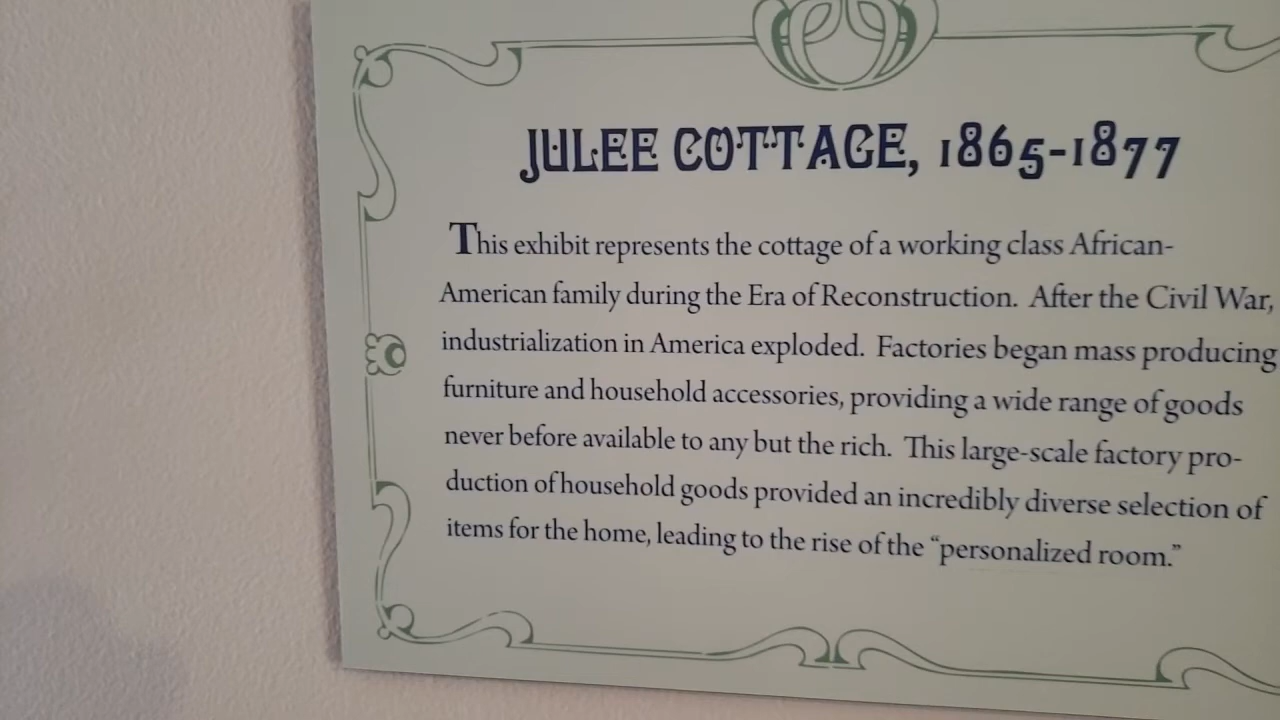 JULEE COTTAGE, 1865-1877
This exhibit represents the cottage of a working class African-
American family during the Era of Reconstruction. After the Civil War,
industrialization in America exploded. Factories began mass producing
furniture and household accessories, providing a wide range of goods
never before available to any but the rich. This large-scale factory pro-
duction of household goods provided an incredibly diverse selection of
items for the home, leading to the rise of the “personalized room.”